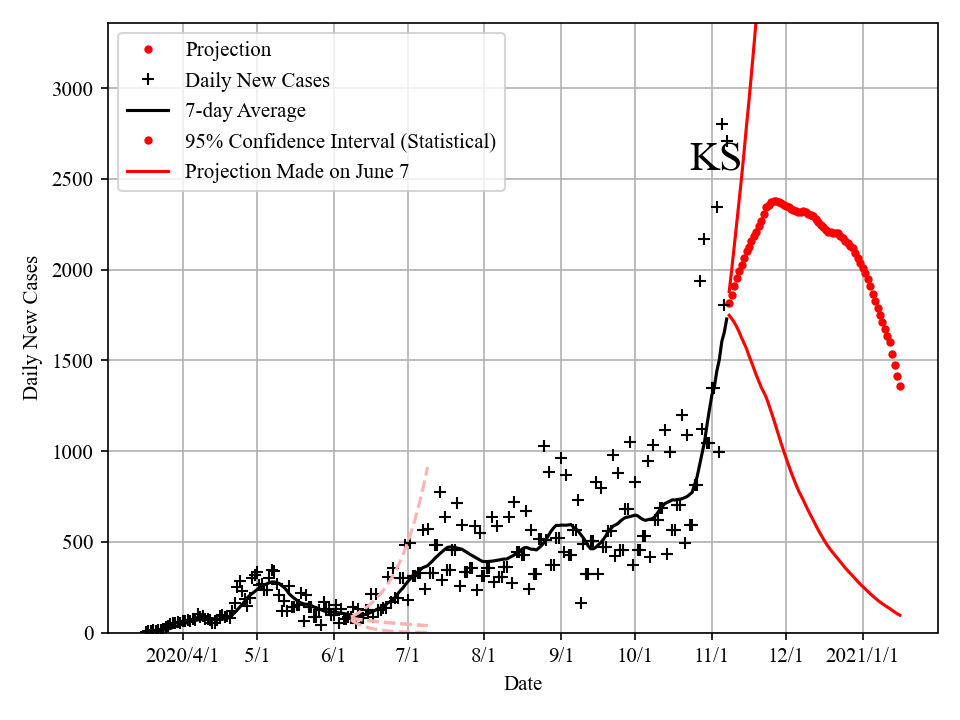 Projection
Daily New Cases
7-day Average
95% Confidence Interval (Statistical)
Projection Made on June 7
KS
3000
2500
2000
1500
1000
500
0
Daily New Cases
2020/4/1 5/1 6/1 7/1 8/1 9/1 10/1 11/1 12/1 2021/1/1
Date